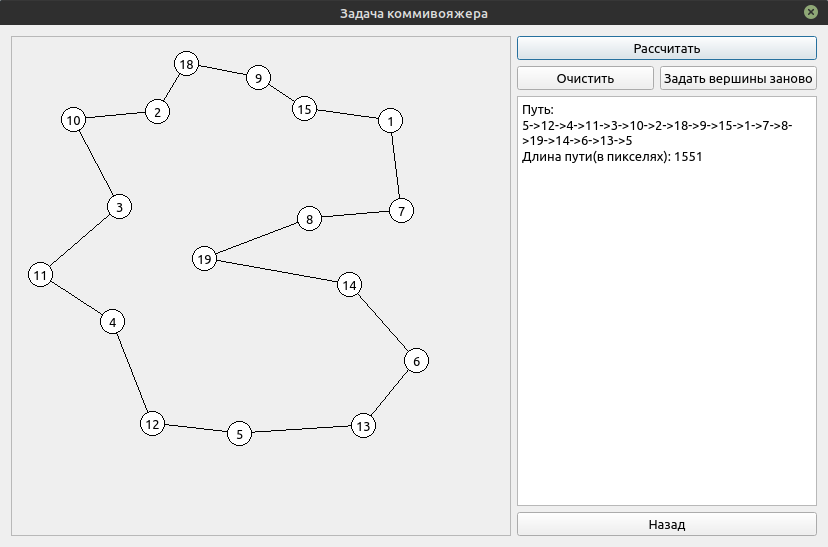 Задача коммивояжера
Рассчитать
Очистить
Задать вершины заново
Путь:
5->12->4->11->3->10->2->18->9->15->1->7->8-
>19->14->6->13->5
Длина пути(в пикселях): 1551
18
9
2
15
10
1
3
7
8
19
11
14
4
6
12
13
5
Назад